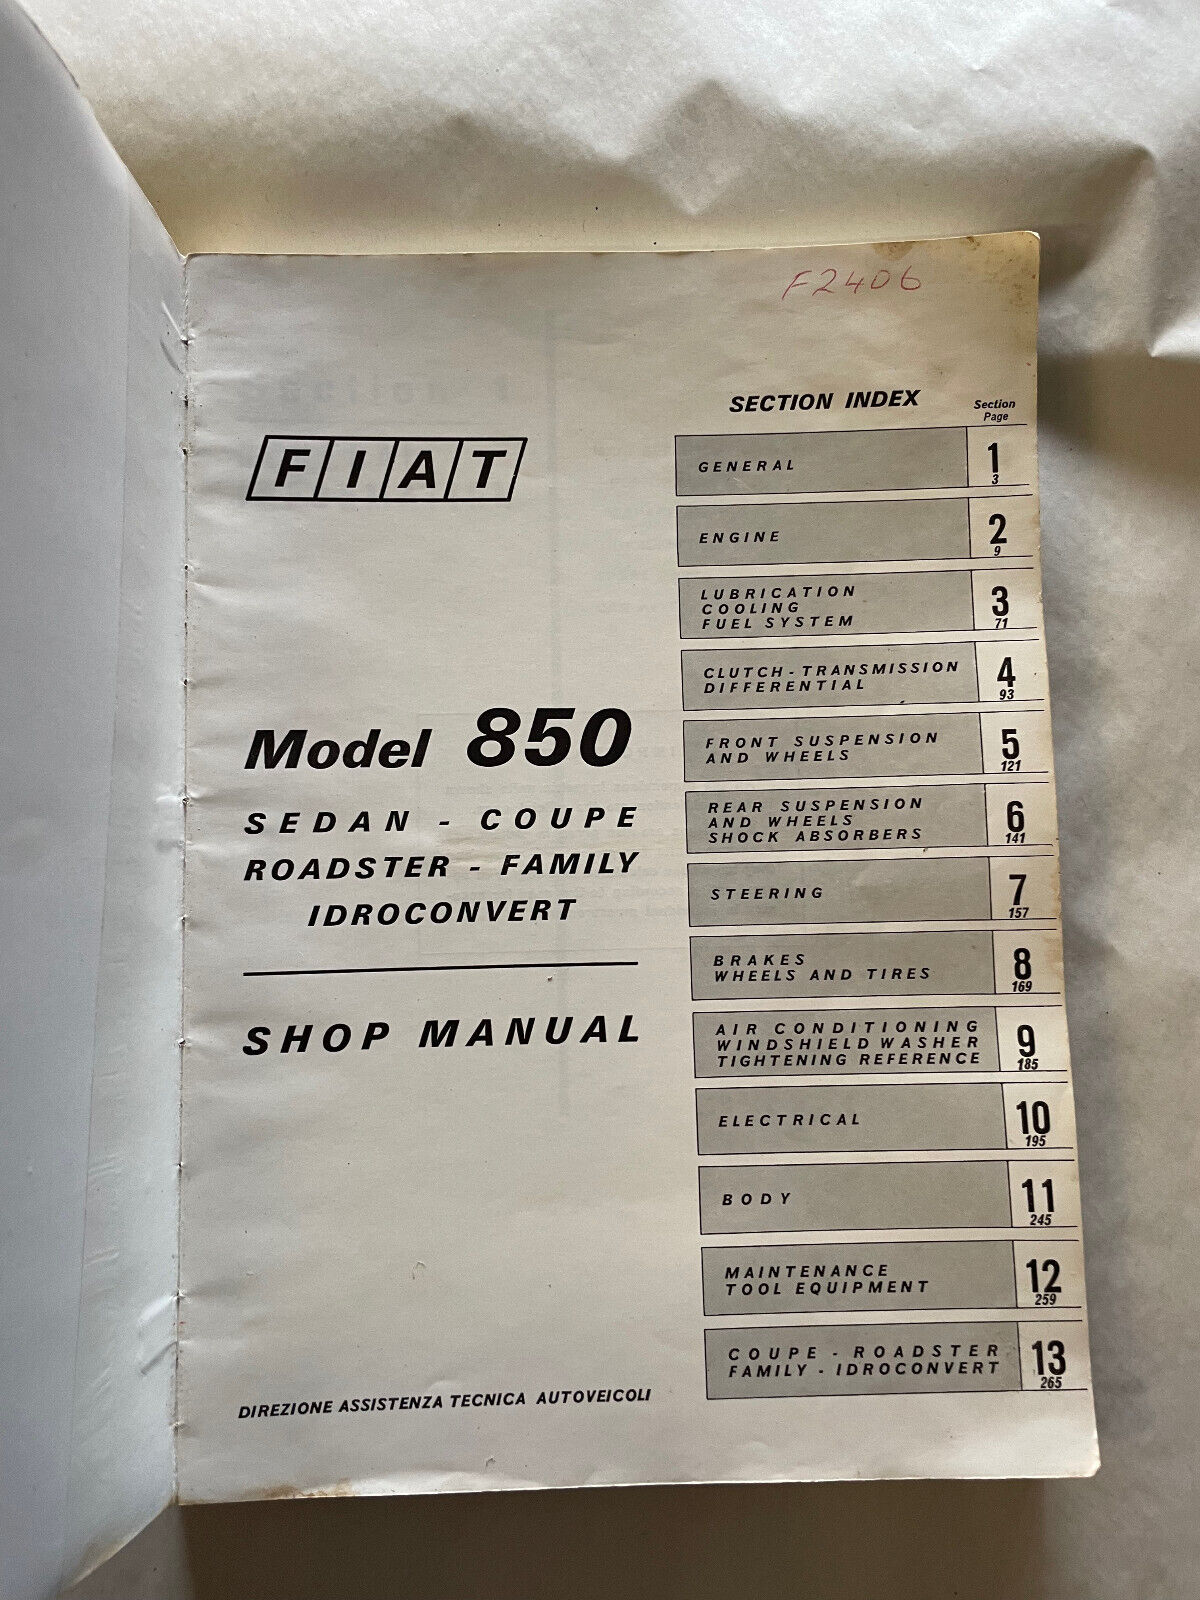 F2406
FIAT
Model 850
SEDAN - COUPE
ROADSTER - FAMILY
IDROCONVERT
SHOP MANUAL
DIREZIONE ASSISTENZA TECNICA AUTOVEICOLI
SECTION INDEX
Section
Page
GENERAL
1
3
ENGINE
2
9
LUBRICATION
COOLING
FUEL SYSTEM
3
71
CLUTCH - TRANSMISSION
DIFFERENTIAL
4
93
FRONT SUSPENSION
AND WHEELS
5
121
REAR SUSPENSION
AND WHEELS
SHOCK ABSORBERS
6
141
STEERING
7
157
BRAKES
WHEELS AND TIRES
8
169
AIR CONDITIONING
WINDSHIELD WASHER
TIGHTENING REFERENCE
9
185
ELECTRICAL
10
195
BODY
11
245
MAINTENANCE
TOOL EQUIPMENT
12
259
COUPE - ROADSTER
FAMILY - IDROCONVERT
13
265